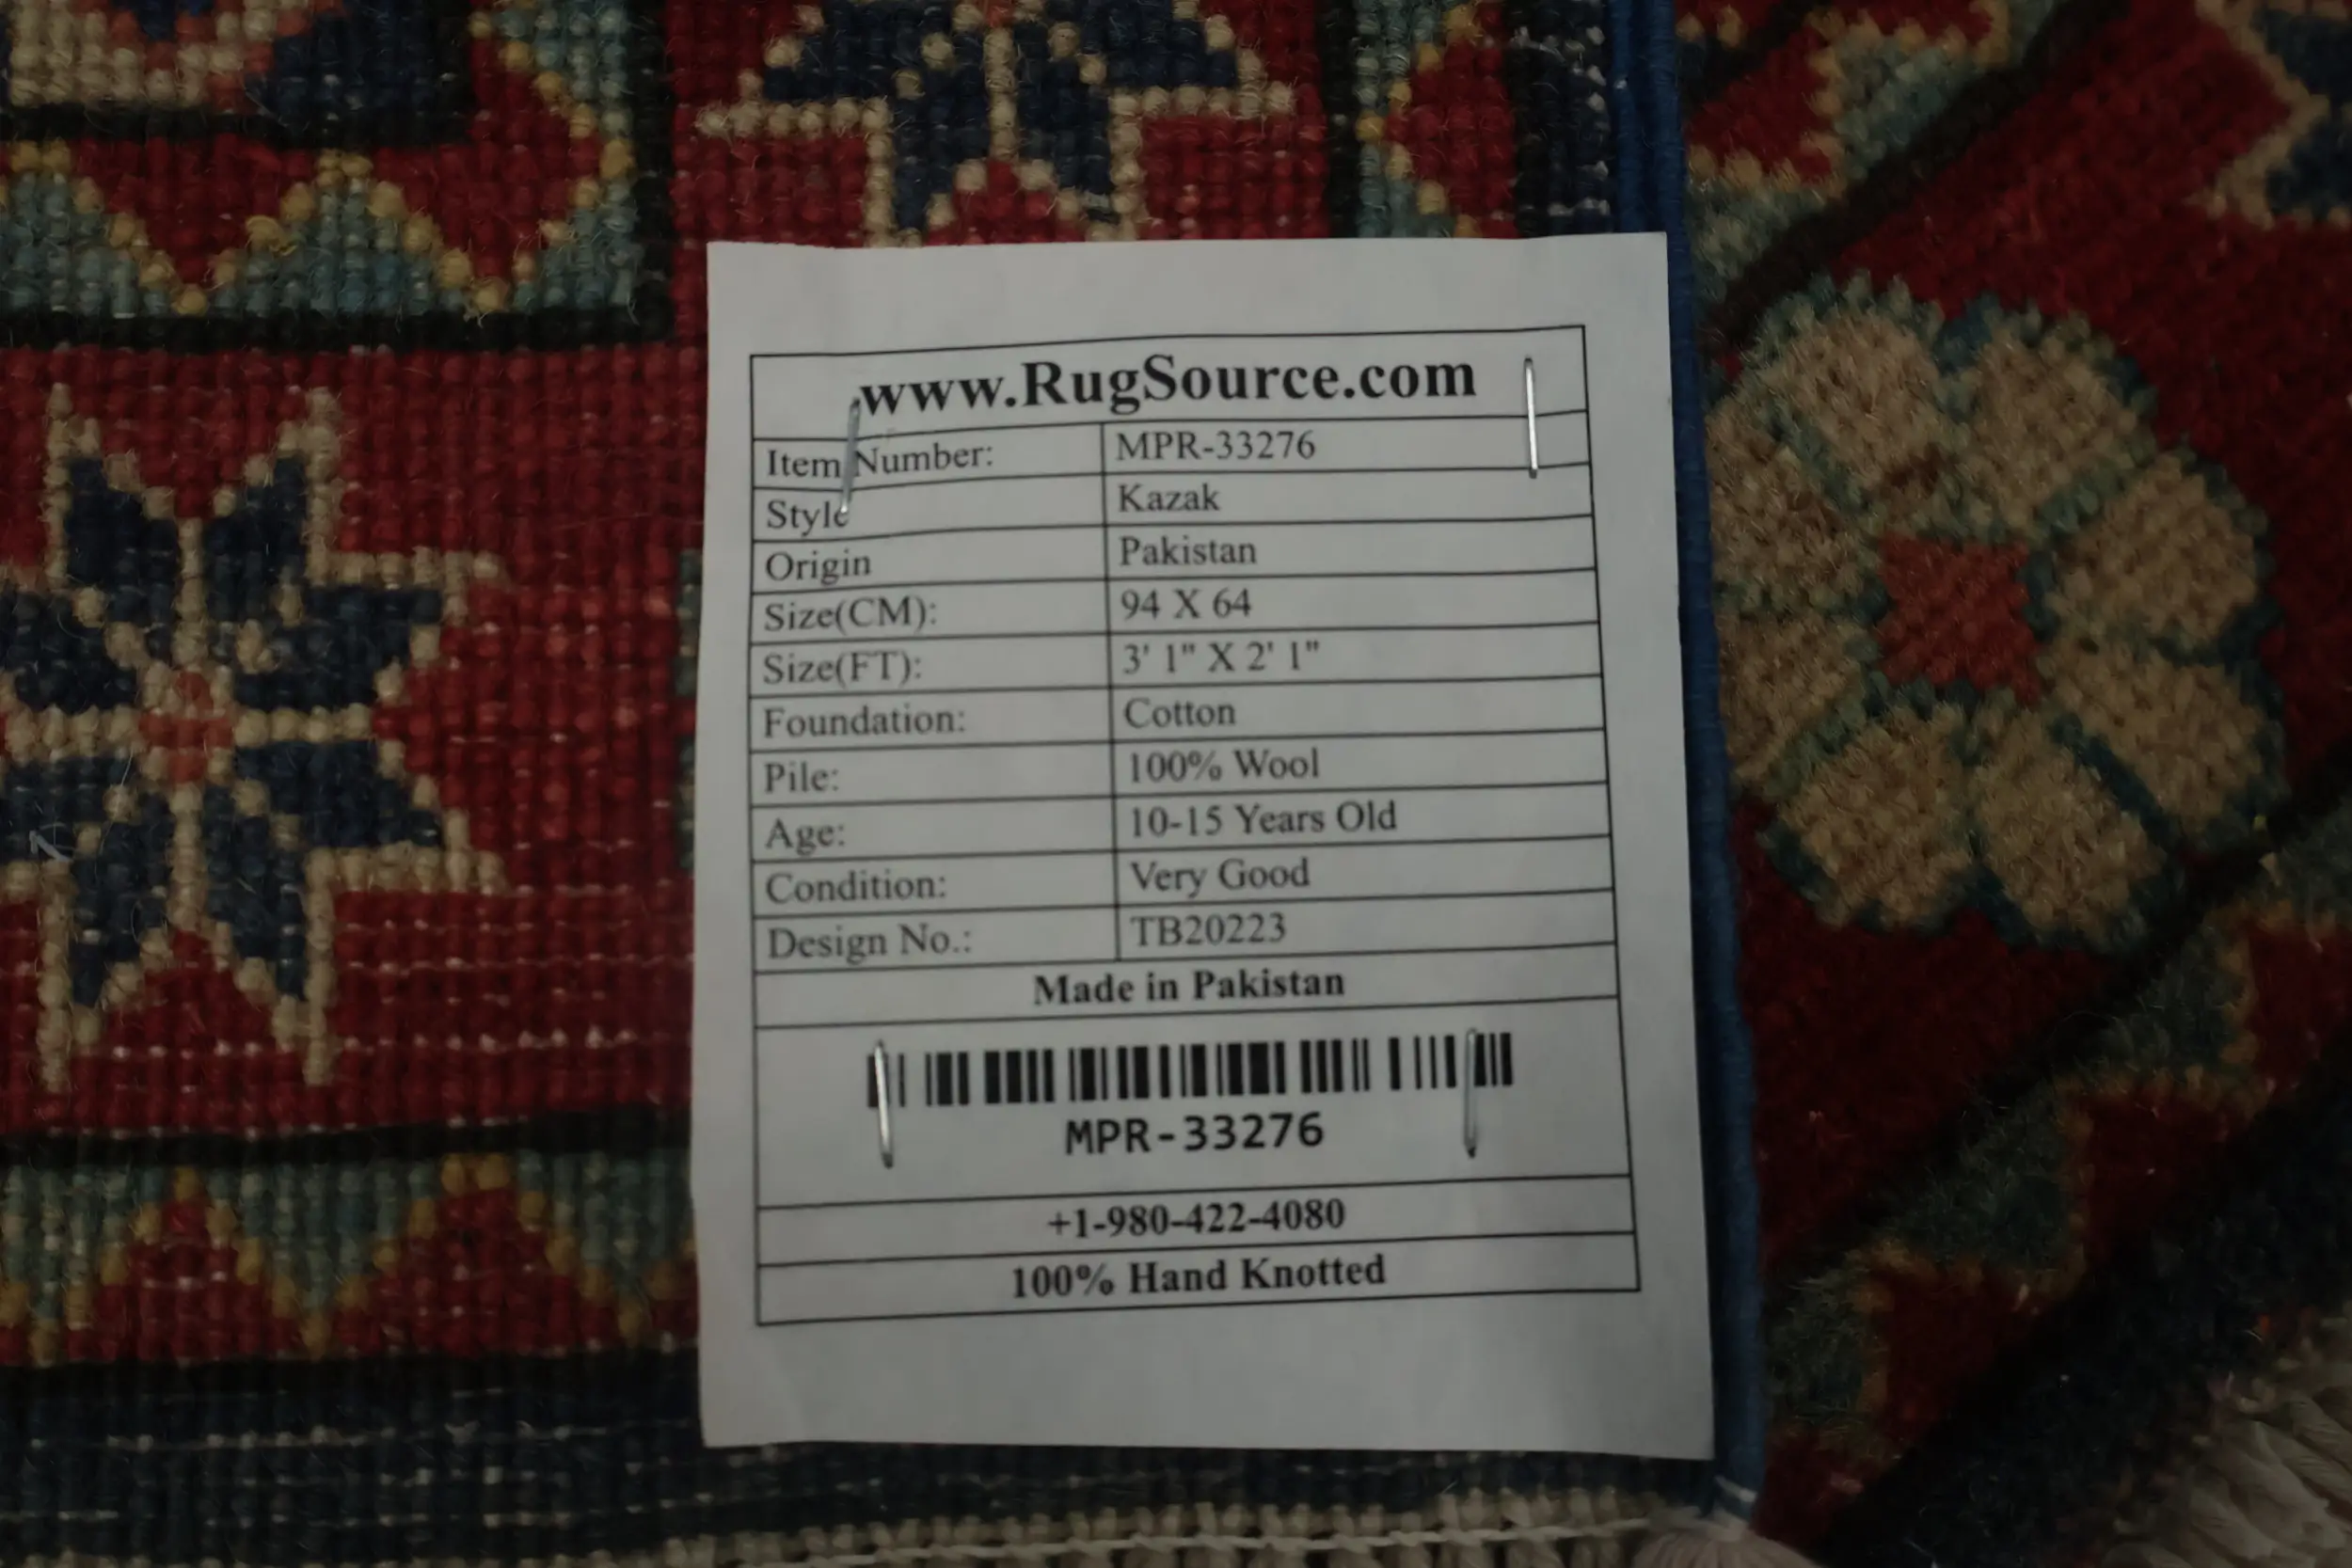 www.RugSource.com
Item Number: MPR-33276
Style Kazak
Origin Pakistan
Size(CM): 94 X 64
Size(FT): 3' 1" X 2' 1"
Foundation: Cotton
Pile: 100% Wool
Age: 10-15 Years Old
Condition: Very Good
Design No.: TB20223
Made in Pakistan
MPR-33276
+1-980-422-4080
100% Hand Knotted